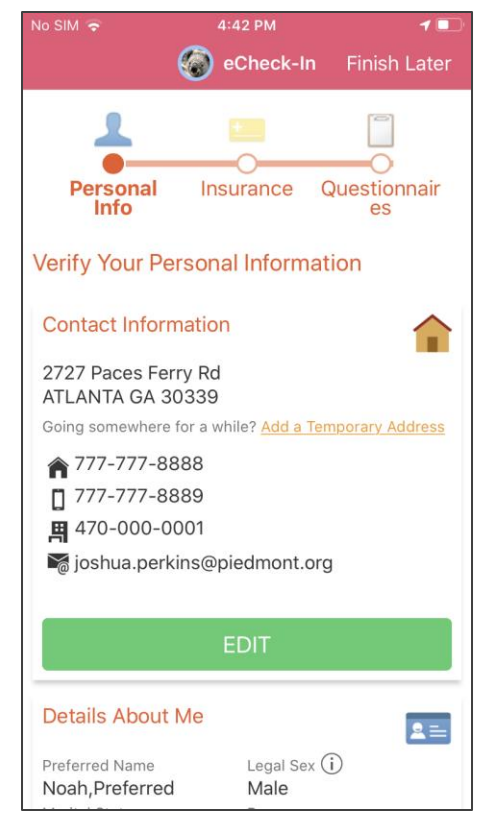 No SIM 4:42 PM
eCheck-In Finish Later
Personal Info Insurance Questionnair
es
Verify Your Personal Information
Contact Information
2727 Paces Ferry Rd
ATLANTA GA 30339
Going somewhere for a while? Add a Temporary Address
777-777-8888
777-777-8889
470-000-0001
joshua.perkins@piedmont.org
EDIT
Details About Me
Preferred Name Legal Sex
Noah,Preferred Male